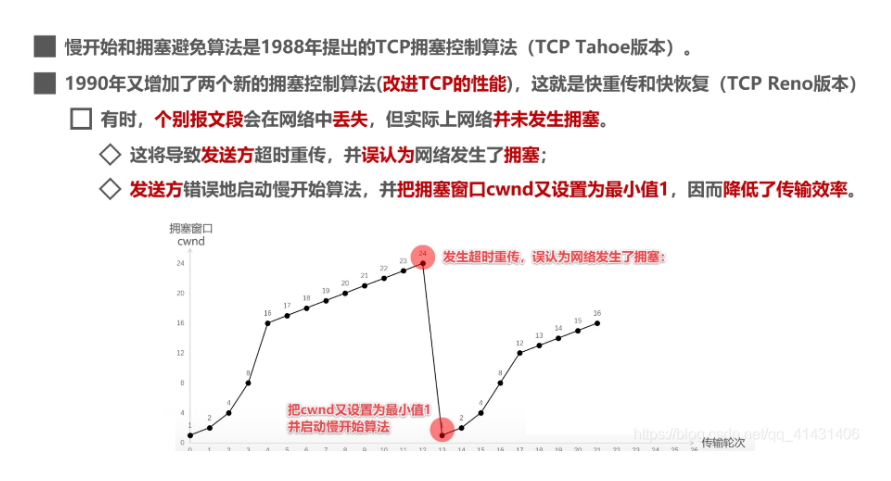 慢开始和拥塞避免算法是1988年提出的TCP拥塞控制算法（TCP Tahoe版本）。
1990年又增加了两个新的拥塞控制算法(改进TCP的性能)，这就是快重传和快恢复（TCP Reno版本）
有时，个别报文段会在网络中丢失，但实际上网络并未发生拥塞。
这将导致发送方超时重传，并误认为网络发生了拥塞；
发送方错误地启动慢开始算法，并把拥塞窗口cwnd又设置为最小值1，因而降低了传输效率。
拥塞窗口
cwnd
24
20
16
12
8
4
0
1
2
4
8
16
17
18
19
20
21
22
23
24
发生超时重传，误认为网络发生了拥塞；
把cwnd又设置为最小值1
并启动慢开始算法
1
2
4
8
12
13
14
15
16
0 1 2 3 4 5 6 7 8 9 10 11 12 13 14 15 16 17 18 19 20 21 22 23 24 25 26
传输轮次
https://blog.csdn.net/qq_41431406